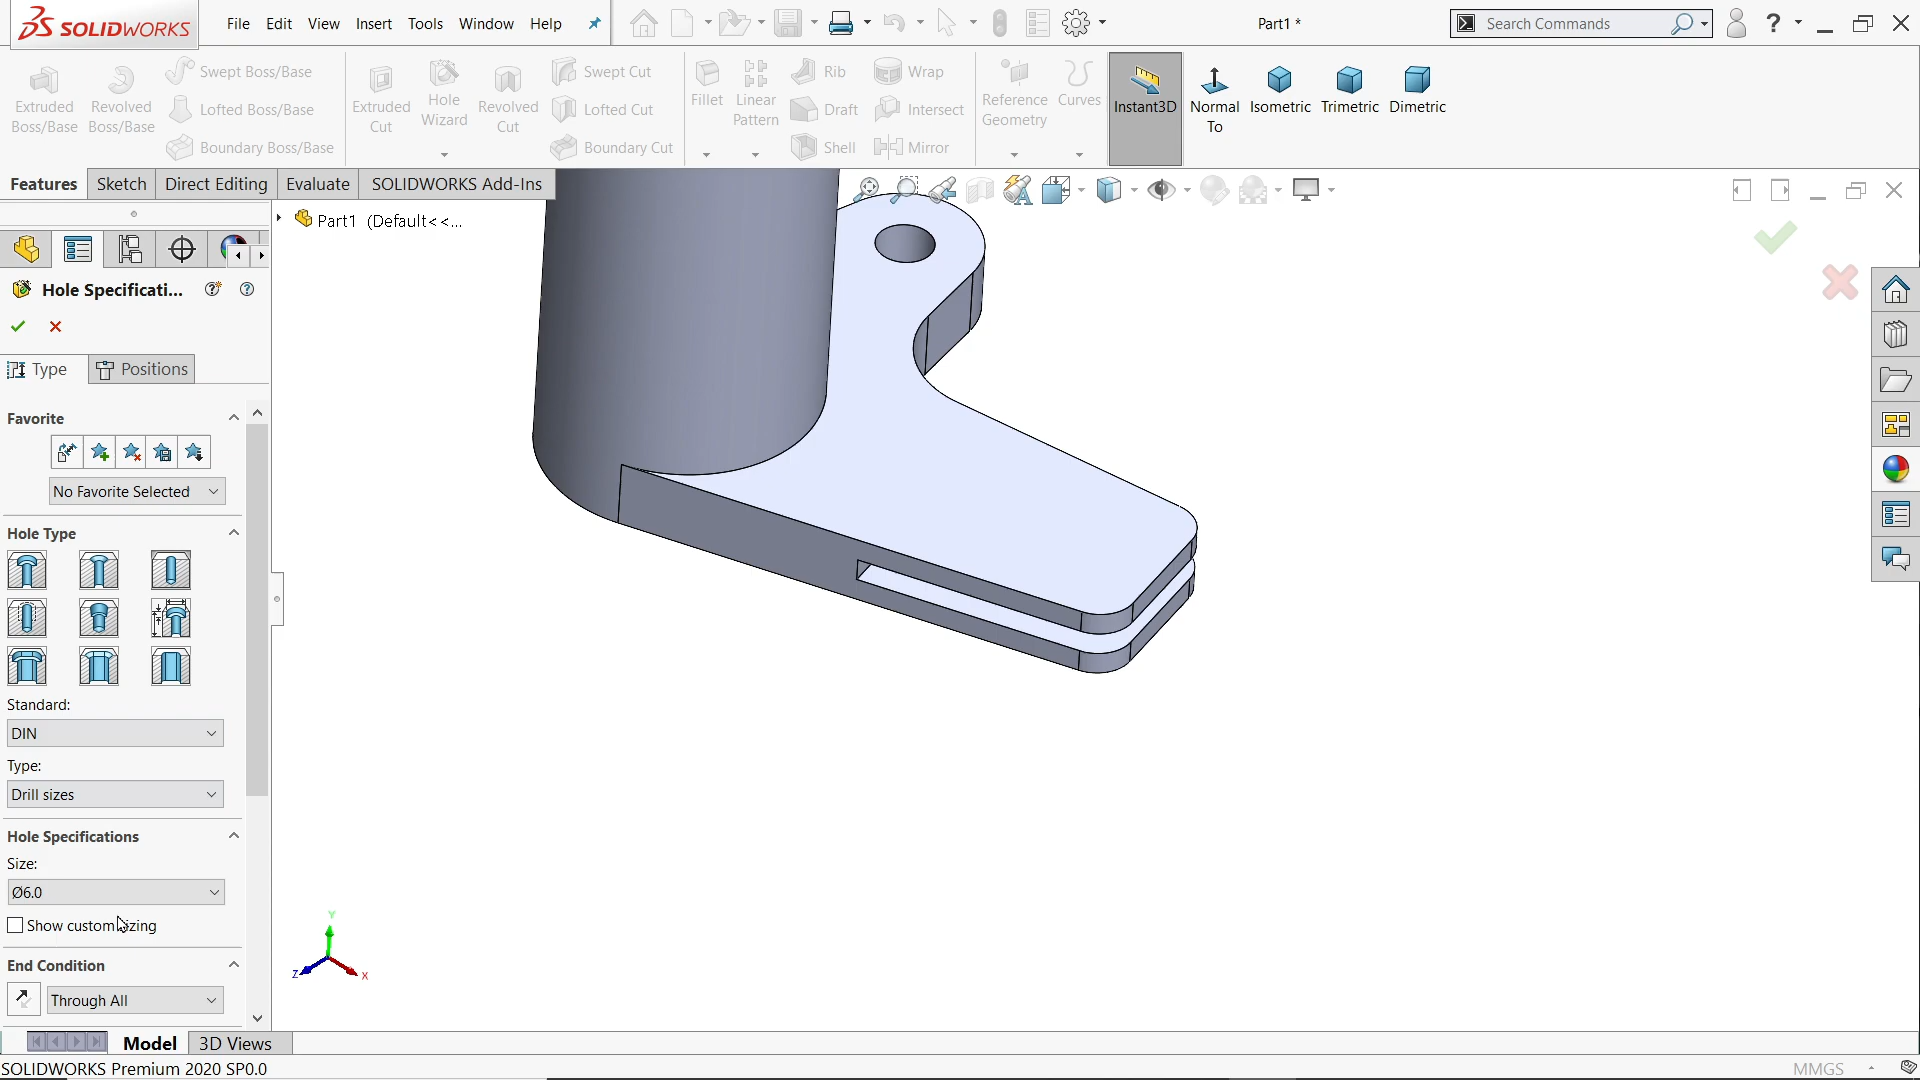 SOLIDWORKS File Edit View Insert Tools Window Help Part1 * Search Commands ?
Extruded Boss/Base
Revolved Boss/Base
Swept Boss/Base
Lofted Boss/Base
Boundary Boss/Base
Extruded Cut
Hole Wizard
Revolved Cut
Swept Cut
Lofted Cut
Boundary Cut
Fillet
Linear Pattern
Rib
Draft
Shell
Wrap
Intersect
Mirror
Reference Geometry
Curves
Instant3D
Normal To
Isometric
Trimetric
Dimetric
Features Sketch Direct Editing Evaluate SOLIDWORKS Add-Ins
Part1 (Default<<...
Hole Specificati...
Type Positions
Favorite
No Favorite Selected
Hole Type
Standard:
DIN
Type:
Drill sizes
Hole Specifications
Size:
Ø6.0
Show custom zing
End Condition
Through All
Y
Z X
Model 3D Views
SOLIDWORKS Premium 2020 SP0.0 MMGS